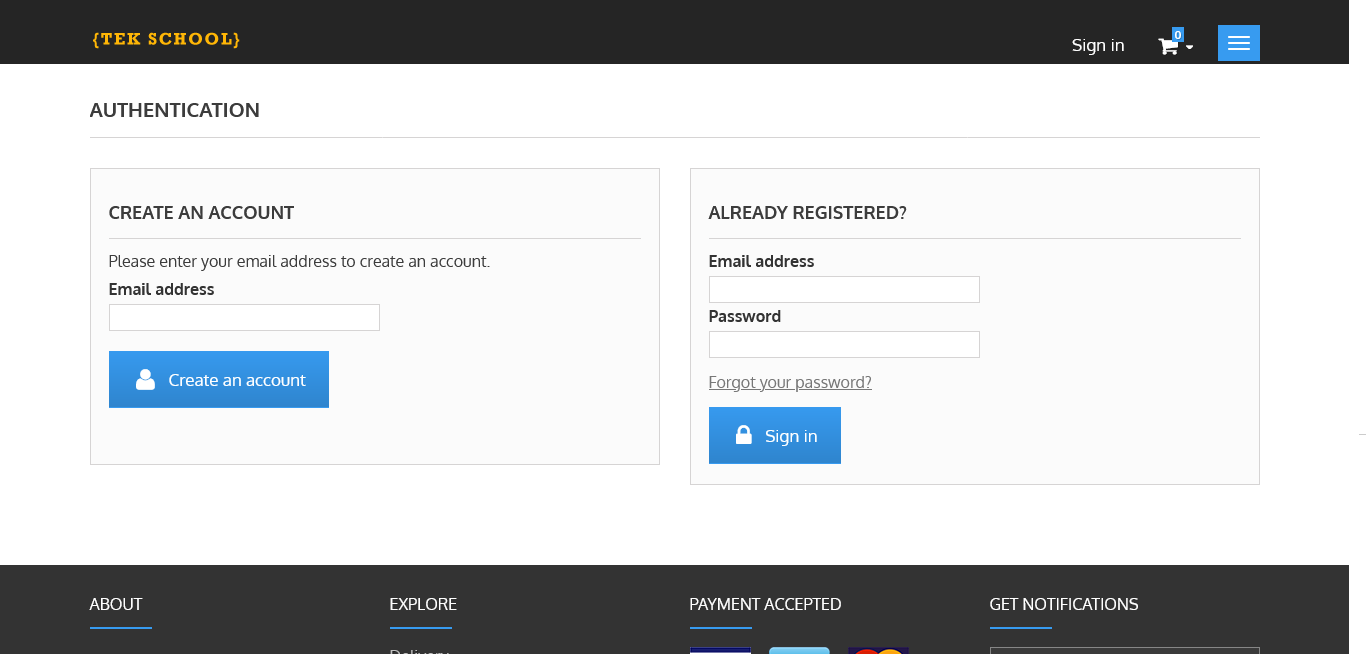 {TEK SCHOOL}
Sign in
0
AUTHENTICATION
CREATE AN ACCOUNT
Please enter your email address to create an account.
Email address
Create an account
ALREADY REGISTERED?
Email address
Password
Forgot your password?
Sign in
ABOUT
EXPLORE
PAYMENT ACCEPTED
GET NOTIFICATIONS
Delivery